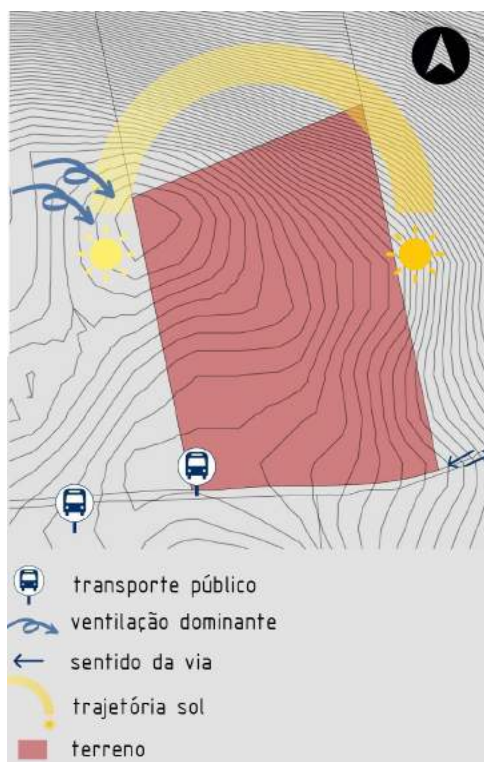 transporte público
ventilação dominante
sentido da via
trajetória sol
terreno